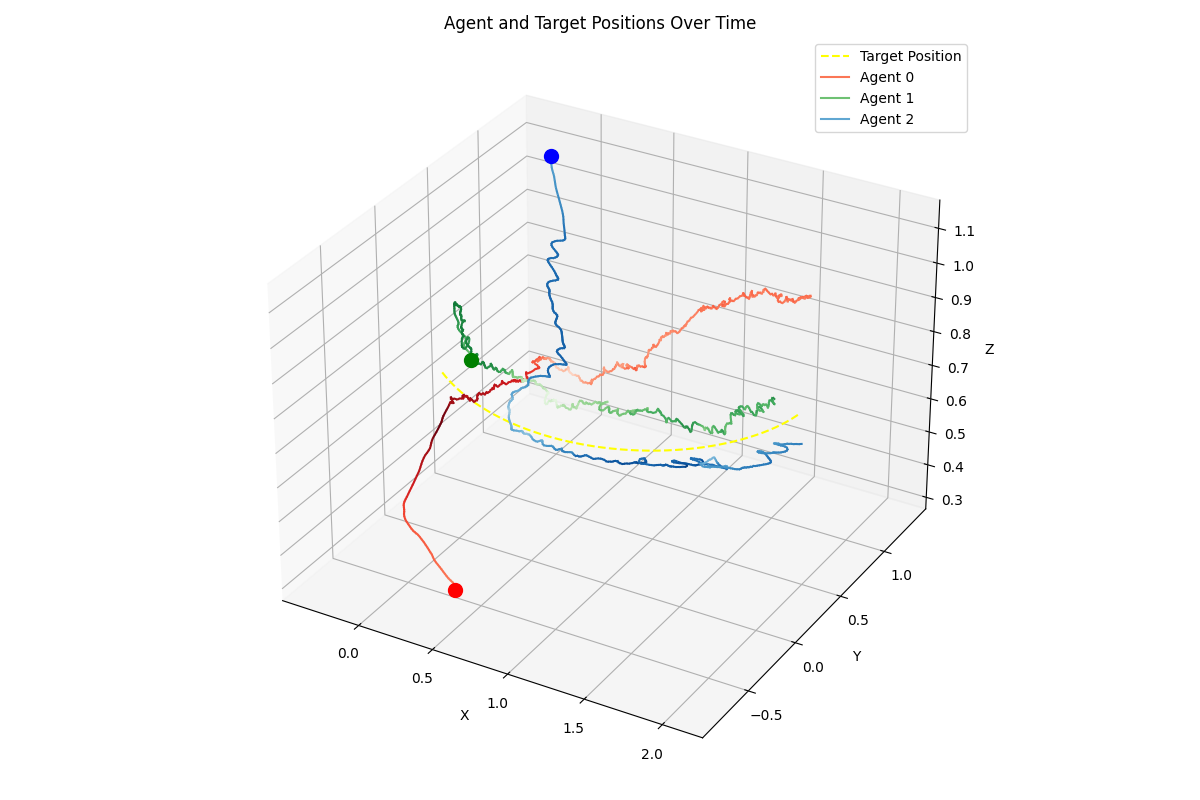 Agent and Target Positions Over Time
Target Position
Agent 0
Agent 1
Agent 2
1.1
1.0
0.9
0.8
0.7
0.6
0.5
0.4
0.3
Z
1.0
0.5
0.0
−0.5
Y
0.0
0.5
1.0
1.5
2.0
X